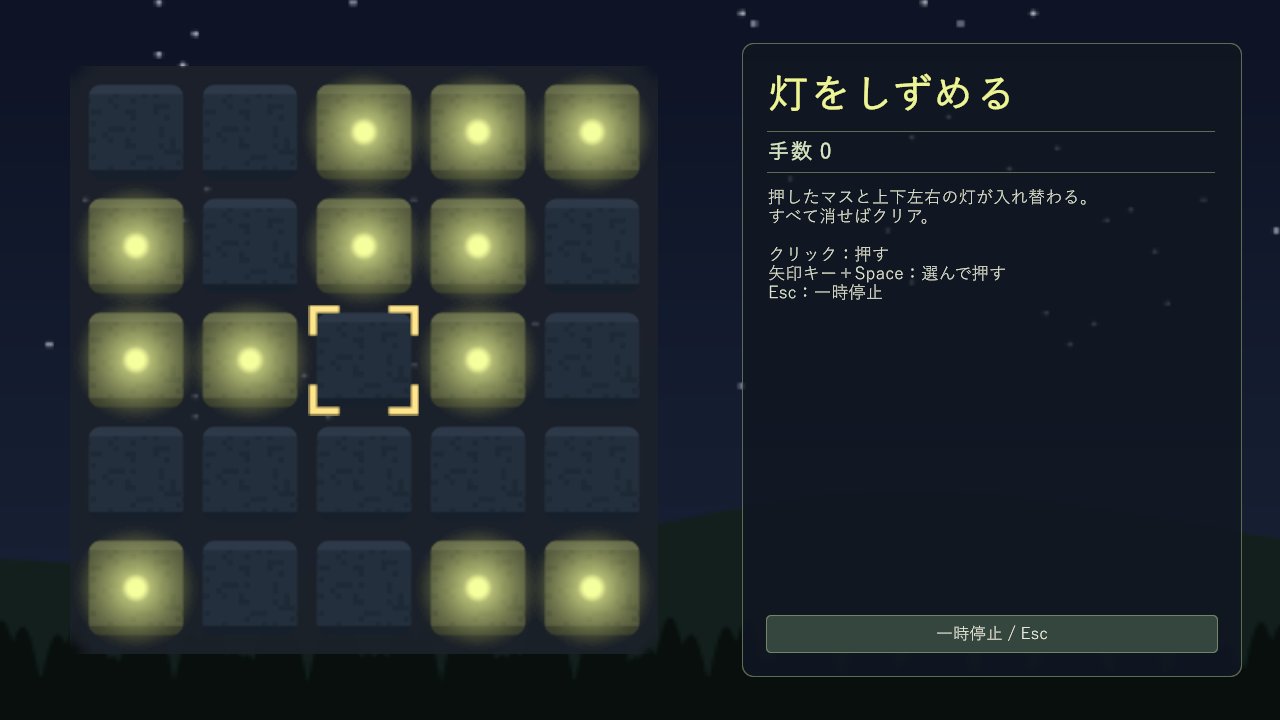 灯をしずめる
手数 0
押したマスと上下左右の灯が入れ替わる。
すべて消せばクリア。
クリック：押す
矢印キー＋Space：選んで押す
Esc：一時停止
一時停止 / Esc